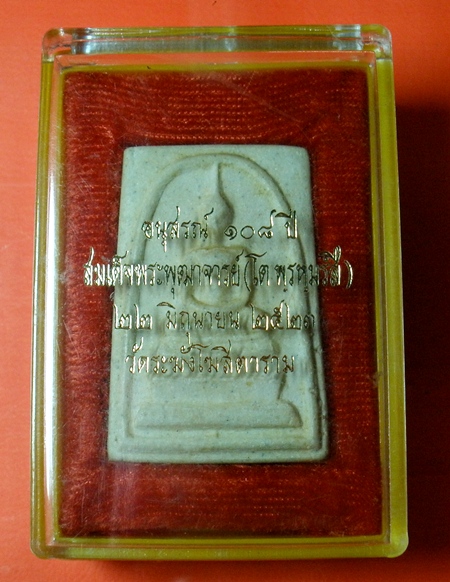 อนุสรณ์ ๑๐๘ ปี
สมเด็จพระพุฒาจารย์ (โต พรหมรังสี)
๒๒ มิถุนายน ๒๕๒๓
วัดระฆังโฆสิตาราม